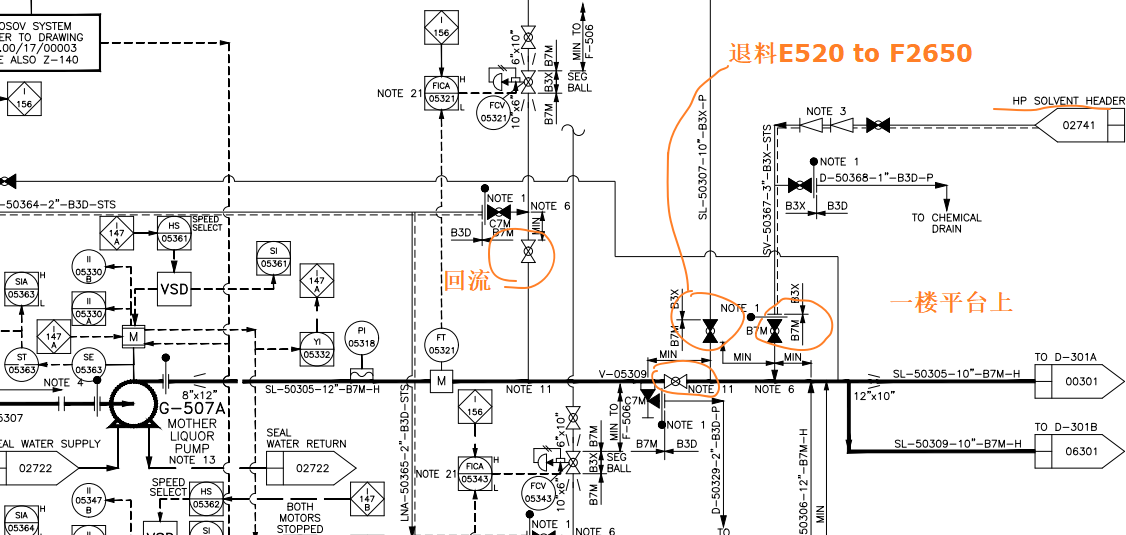 OSOV SYSTEM
ER TO DRAWING
.00/17/00003
E ALSO Z-140
I
156
I
156
NOTE 21
FICA
05321
H
L
FCV
05321
6"x10"
10"x6"
B7M
B3X
B7M
MIN TO
F-506
SEG
BALL
退料E520 to F2650
SL-50307-10"-B3X-P
HP SOLVENT HEADER
02741
NOTE 3
SV-50367-3"-B3X-STS
NOTE 1
D-50368-1"-B3D-P
B3X
B3D
TO CHEMICAL
DRAIN
-50364-2"-B3D-STS
NOTE 1
NOTE 6
C7M
B3D
B7M
MIN
回流
I
147
A
HS
05361
SPEED
SELECT
II
05330
B
SI
05361
VSD
I
147
A
SIA
05363
H
L
II
05330
A
I
147
A
M
YI
05332
PI
05318
FT
05321
ST
05363
SE
05363
NOTE 4
M
B3X
B7M
NOTE 1
B3X
B7M
一楼平台上
MIN
MIN
V-05309
SL-50305-12"-B7M-H
NOTE 11
NOTE 11
NOTE 6
SL-50305-10"-B7M-H
12"x10"
TO D-301A
00301
8"x12"
05307
G-507A
MOTHER
LIQUOR
PUMP
NOTE 13
C7M
MIN TO
F-506
NOTE 1
B7M
B3D
D-50329-2"-B3D-P
TO
50306-12"-B7M-H
MIN
SL-50309-10"-B7M-H
TO D-301B
06301
EAL WATER SUPPLY
02722
SEAL
WATER RETURN
02722
LNA-50365-2"-B3D-STS
I
156
NOTE 21
FICA
05343
H
L
FCV
05343
6"x10"
10"x6"
B7M
B3X
B7M
SEG
BALL
NOTE 1
NOTE 6
II
05347
B
SPEED
SELECT
HS
05362
I
147
B
BOTH
MOTORS
STOPPED
SIA
05364
H
SI